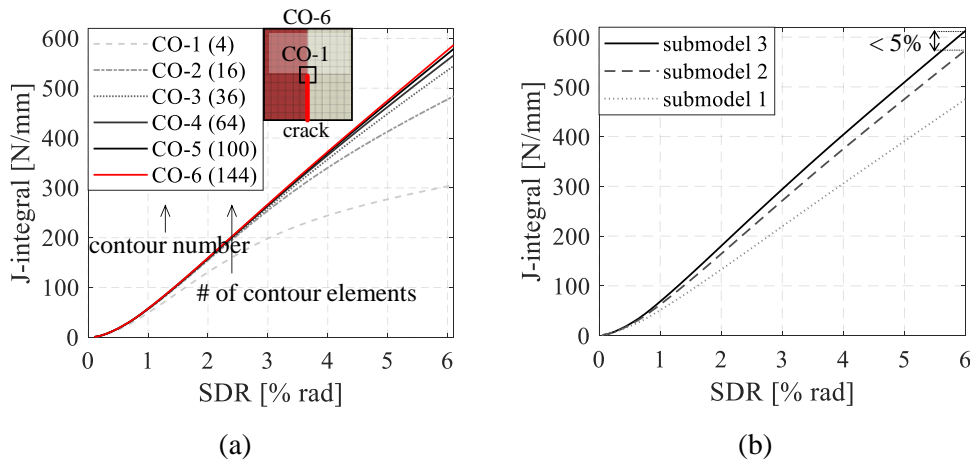 600
500
400
300
200
100
0
J-integral [N/mm]
CO-1 (4)
CO-2 (16)
CO-3 (36)
CO-4 (64)
CO-5 (100)
CO-6 (144)
CO-6
CO-1
crack
contour number
# of contour elements
0 1 2 3 4 5 6
SDR [% rad]
(a)
600
500
400
300
200
100
0
J-integral [N/mm]
submodel 3
submodel 2
submodel 1
< 5%
0 1 2 3 4 5 6
SDR [% rad]
(b)